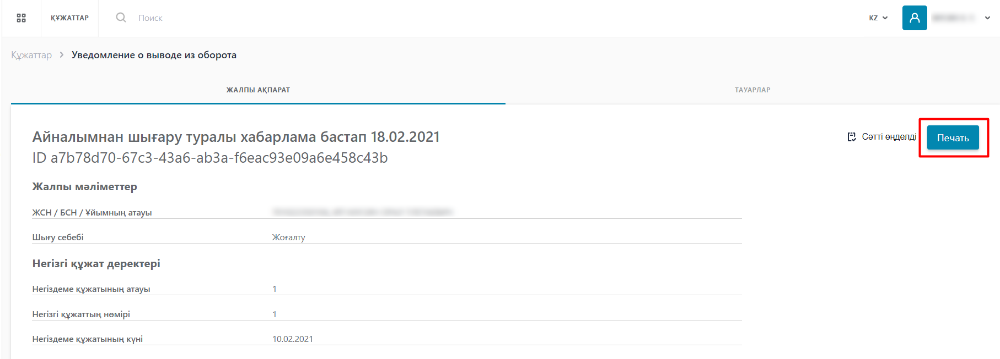 ҚҰЖАТТАР
Поиск
KZ
Құжаттар > Уведомление о выводе из оборота
ЖАЛПЫ АҚПАРАТ
ТАУАРЛАР
Айналымнан шығару туралы хабарлама бастап 18.02.2021
Сәтті өңделді
Печать
ID a7b78d70-67c3-43a6-ab3a-f6eac93e09a6e458c43b
Жалпы мәліметтер
ЖСН / БСН / Ұйымның атауы
Шығу себебі Жоғалту
Негізгі құжат деректері
Негіздеме құжатының атауы 1
Негізгі құжаттың нөмірі 1
Негіздеме құжатының күні 10.02.2021